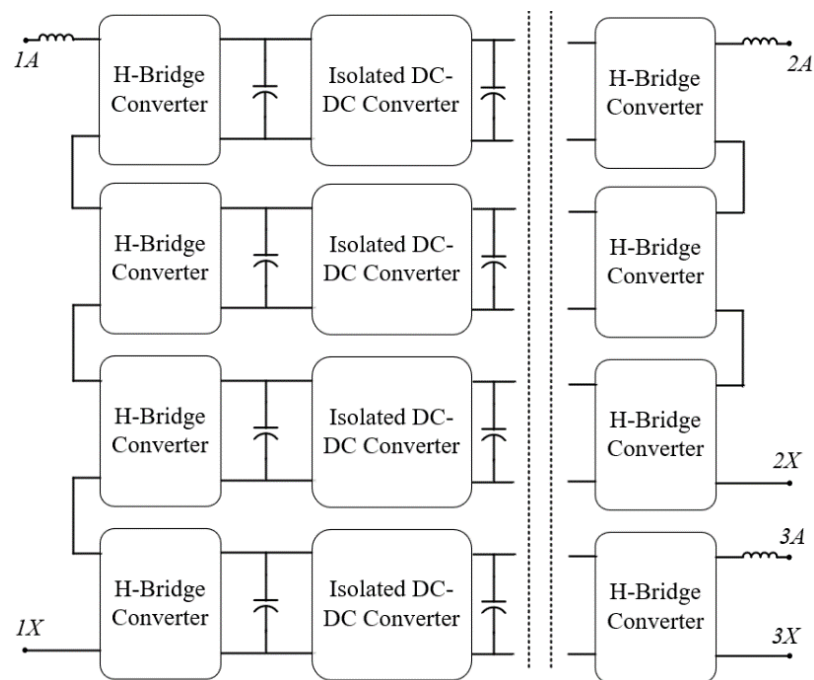 1A
H-Bridge
Converter
Isolated DC-
DC Converter
H-Bridge
Converter
2A
H-Bridge
Converter
Isolated DC-
DC Converter
H-Bridge
Converter
H-Bridge
Converter
Isolated DC-
DC Converter
H-Bridge
Converter
2X
1X
H-Bridge
Converter
Isolated DC-
DC Converter
H-Bridge
Converter
3A
3X